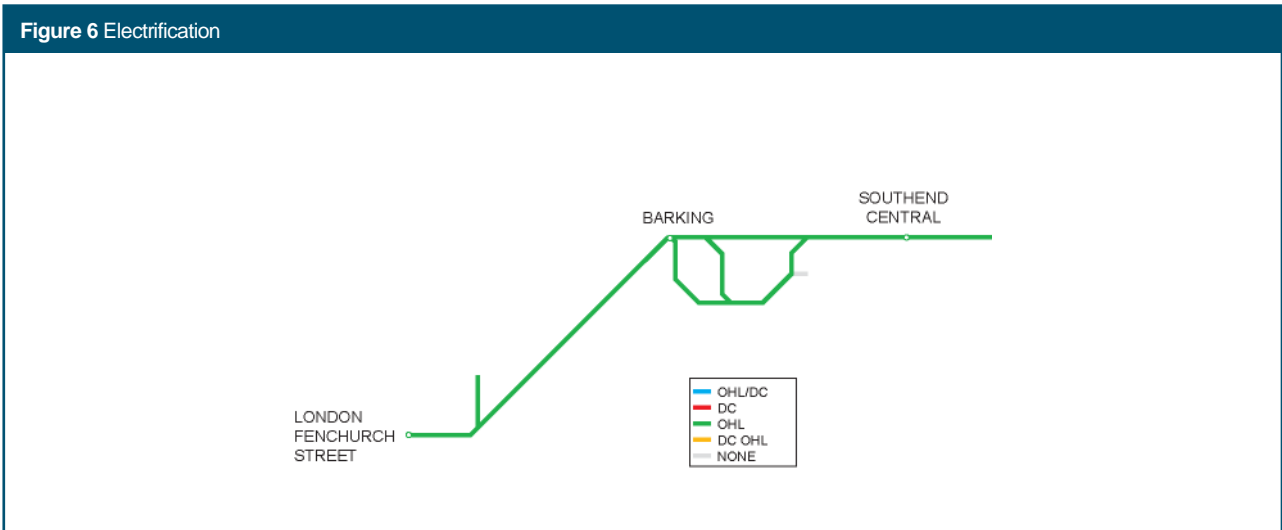 Figure 6 Electrification
SOUTHEND
CENTRAL
BARKING
LONDON
FENCHURCH
STREET
OHL/DC
DC
OHL
DC OHL
NONE